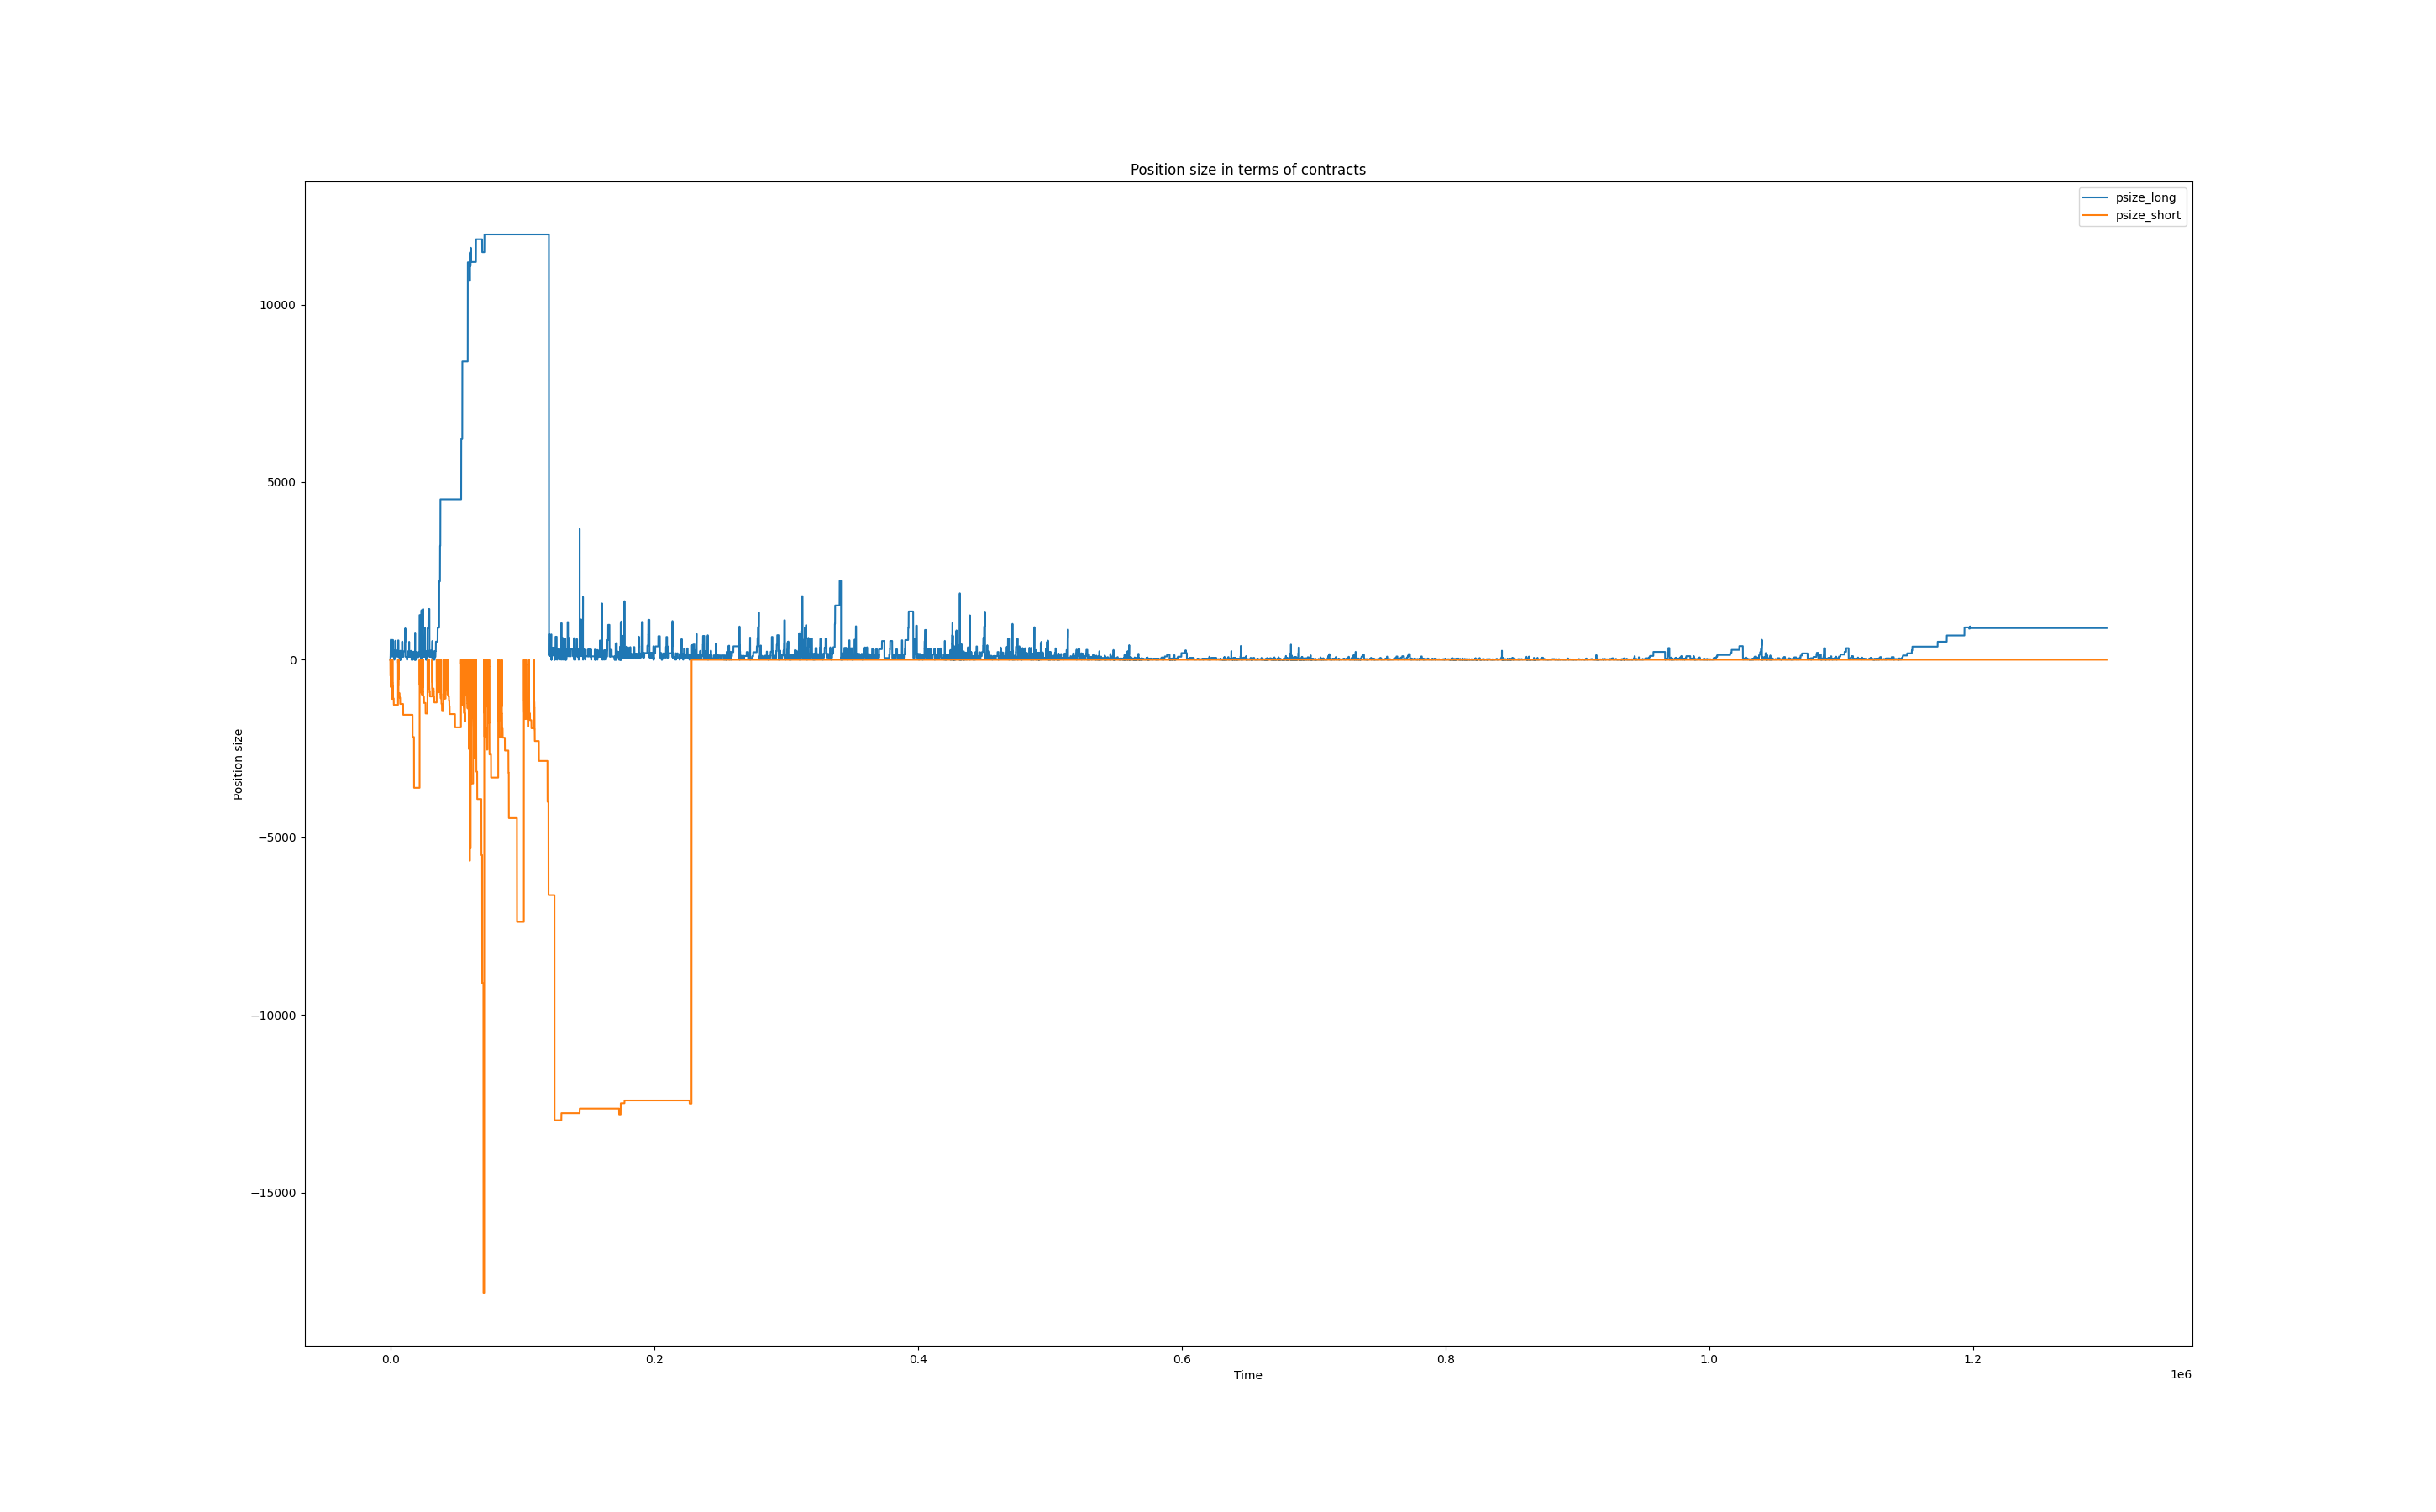 Position size in terms of contracts
psize_long
psize_short
10000
5000
0
−5000
−10000
−15000
Position size
0.0 0.2 0.4 0.6 0.8 1.0 1.2
Time
1e6